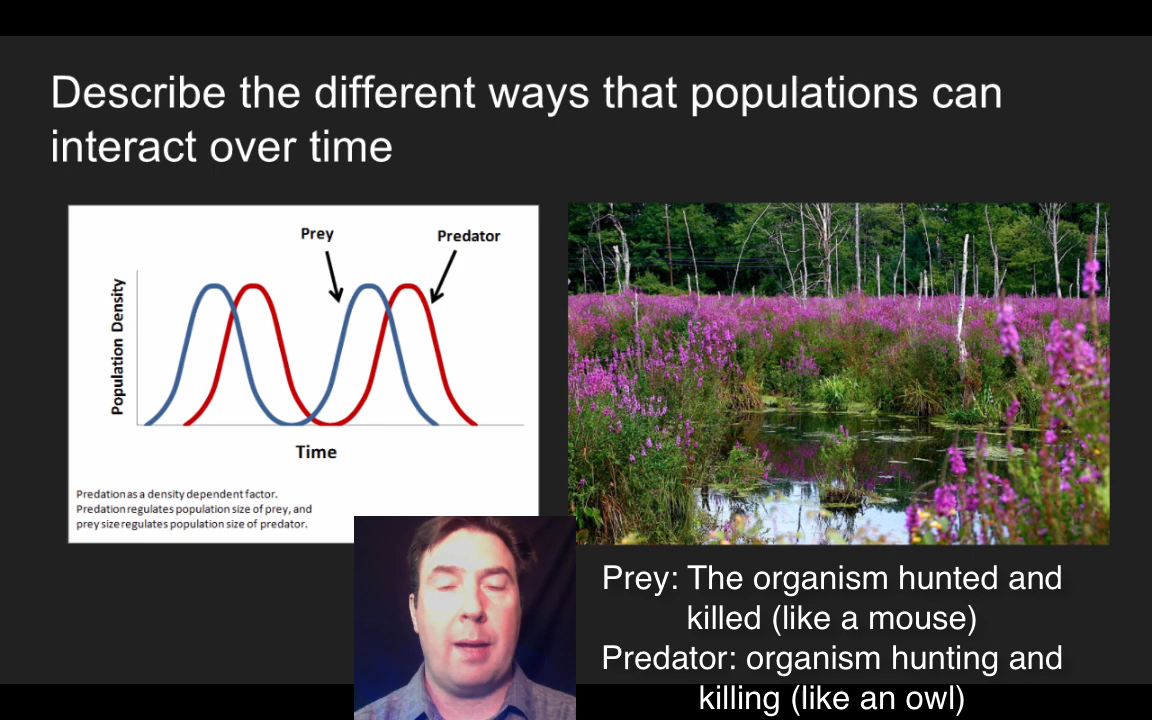 Describe the different ways that populations can
interact over time
Prey
Predator
Population Density
Time
Predation as a density dependent factor.
Predation regulates population size of prey, and
prey size regulates population size of predator.
Prey: The organism hunted and
killed (like a mouse)
Predator: organism hunting and
killing (like an owl)